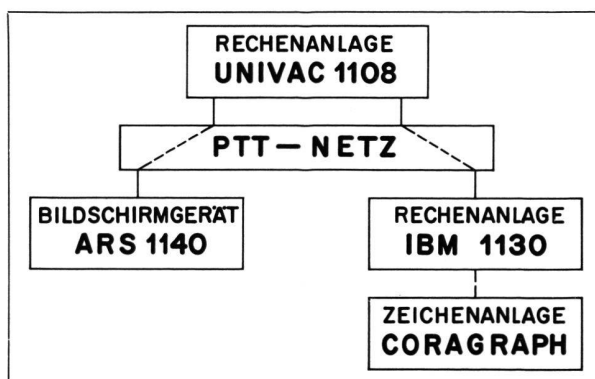 RECHENANLAGE
UNIVAC 1108
PTT — NETZ
BILDSCHIRMGERÄT
ARS 1140
RECHENANLAGE
IBM 1130
ZEICHENANLAGE
CORAGRAPH